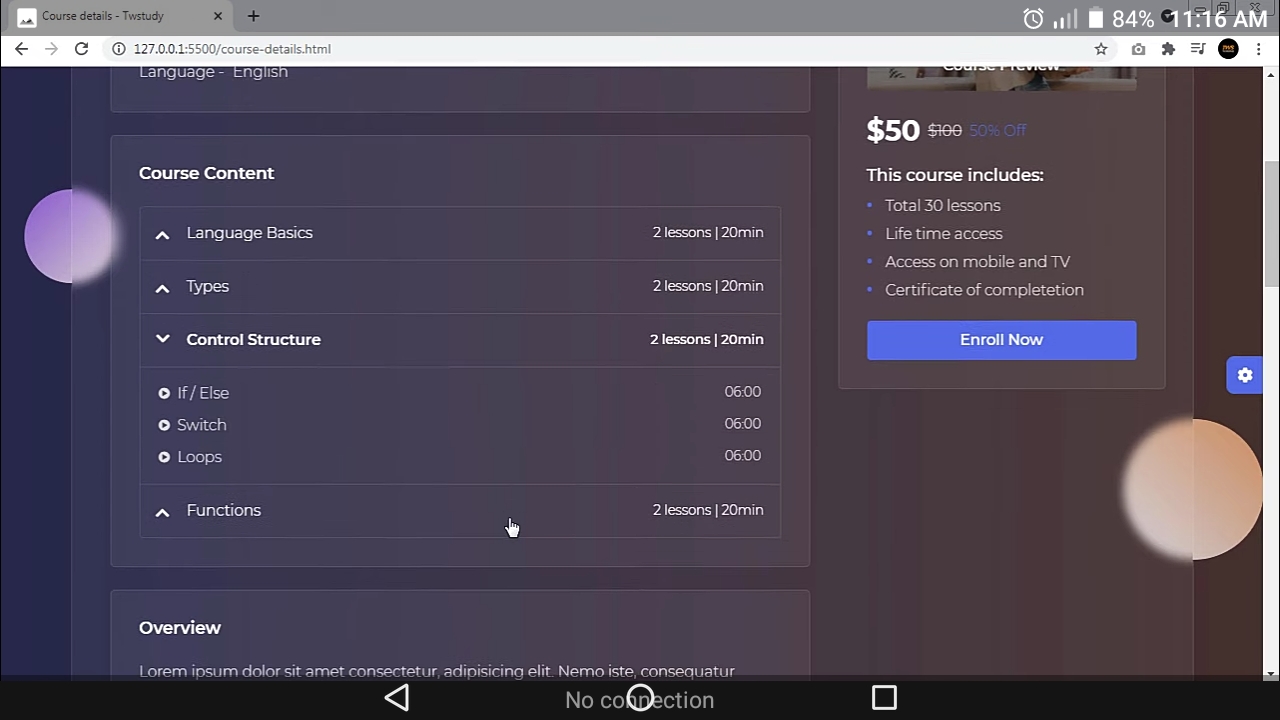 Course details - Twstudy
84% 11:16 AM
127.0.0.1:5500/course-details.html
Language - English
Course Preview
$50 $100 50% Off
This course includes:
Total 30 lessons
Life time access
Access on mobile and TV
Certificate of completetion
Enroll Now
Course Content
Language Basics 2 lessons | 20min
Types 2 lessons | 20min
Control Structure 2 lessons | 20min
If / Else 06:00
Switch 06:00
Loops 06:00
Functions 2 lessons | 20min
Overview
Lorem ipsum dolor sit amet consectetur, adipisicing elit. Nemo iste, consequatur
No connection